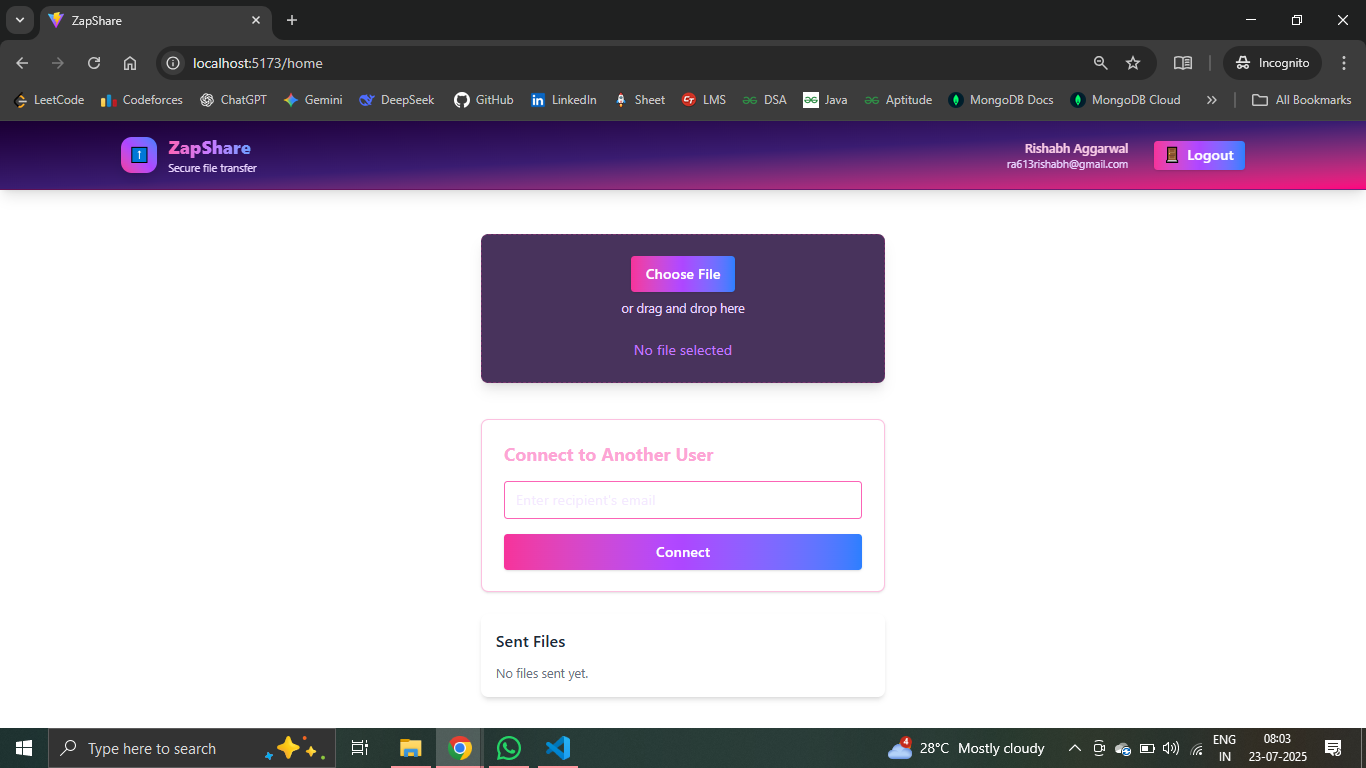 ZapShare
localhost:5173/home
Incognito
LeetCode
Codeforces
ChatGPT
Gemini
DeepSeek
GitHub
LinkedIn
Sheet
LMS
DSA
Java
Aptitude
MongoDB Docs
MongoDB Cloud
All Bookmarks
ZapShare
Secure file transfer
Rishabh Aggarwal
ra613rishabh@gmail.com
Logout
Choose File
or drag and drop here
No file selected
Connect to Another User
Enter recipient's email
Connect
Sent Files
No files sent yet.
Type here to search
4
28°C Mostly cloudy
ENG
IN
08:03
23-07-2025